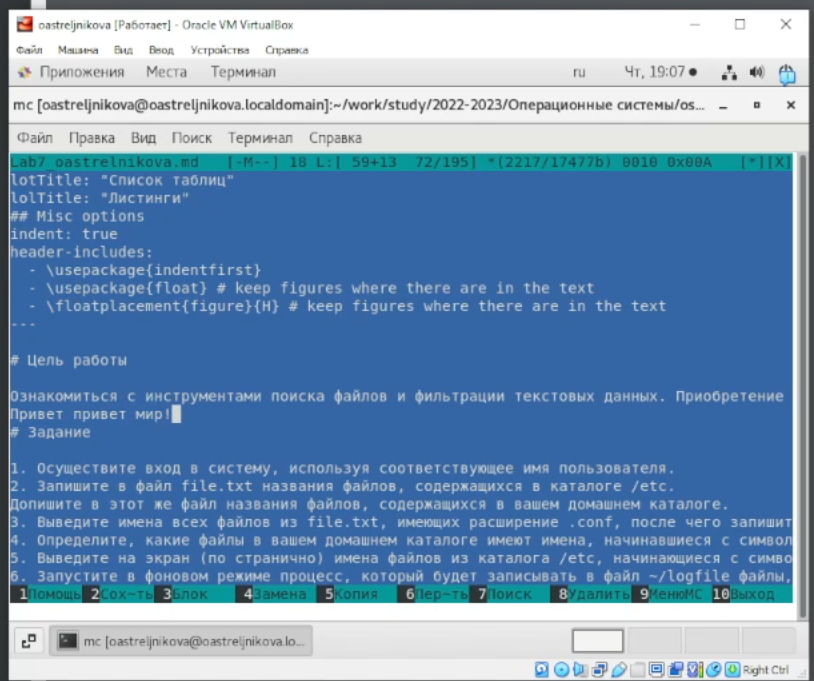 oastreljnikova [Работает] - Oracle VM VirtualBox
Файл Машина Вид Ввод Устройства Справка
Приложения Места Терминал ru Чт, 19:07
mc [oastreljnikova@oastreljnikova.localdomain]:~/work/study/2022-2023/Операционные системы/os...
Файл Правка Вид Поиск Терминал Справка
Lab7_oastrelnikova.md [-M--] 18 L:[ 59+13 72/195] *(2217/17477b) 0010 0x00A [*][X]
lotTitle: "Список таблиц"
lolTitle: "Листинги"
## Misc options
indent: true
header-includes:
- \usepackage{indentfirst}
- \usepackage{float} # keep figures where there are in the text
- \floatplacement{figure}{H} # keep figures where there are in the text
---
# Цель работы
Ознакомиться с инструментами поиска файлов и фильтрации текстовых данных. Приобретение
Привет привет мир!
# Задание
1. Осуществите вход в систему, используя соответствующее имя пользователя.
2. Запишите в файл file.txt названия файлов, содержащихся в каталоге /etc.
Допишите в этот же файл названия файлов, содержащихся в вашем домашнем каталоге.
3. Выведите имена всех файлов из file.txt, имеющих расширение .conf, после чего запишит
4. Определите, какие файлы в вашем домашнем каталоге имеют имена, начинавшиеся с символ
5. Выведите на экран (по странично) имена файлов из каталога /etc, начинающиеся с симво
6. Запустите в фоновом режиме процесс, который будет записывать в файл ~/logfile файлы,
1Помощь 2Сох~ть 3Блок 4Замена 5Копия 6Пер~ть 7Поиск 8Удалить 9МенюMC 10Выход
mc [oastreljnikova@oastreljnikova.lo...
Right Ctrl